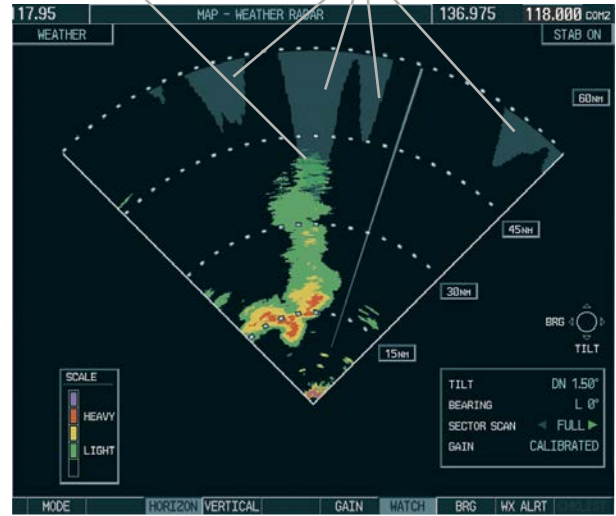 17.95 MAP – WEATHER RADAR 136.975 118.000 COM2
WEATHER STAB ON
60NM
45NM
30NM
BRG
TILT
15NM
SCALE
HEAVY
LIGHT
TILT DN 1.50°
BEARING L 0°
SECTOR SCAN FULL
GAIN CALIBRATED
MODE HORIZON VERTICAL GAIN WATCH BRG WX ALRT